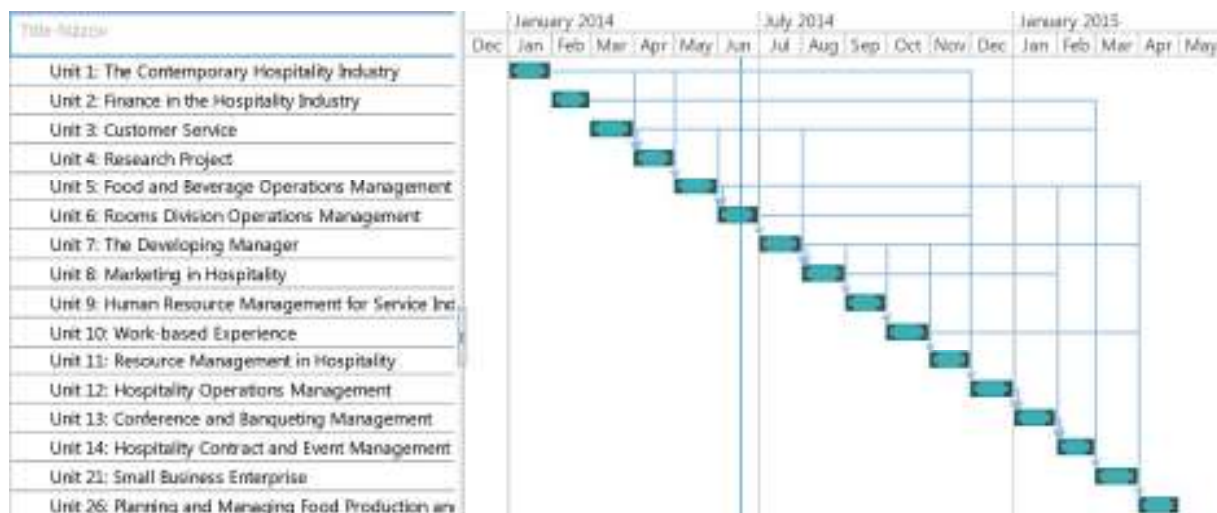 January 2014 July 2014 January 2015
Title Name
Dec Jan Feb Mar Apr May Jun Jul Aug Sep Oct Nov Dec Jan Feb Mar Apr May
Unit 1: The Contemporary Hospitality Industry
Unit 2: Finance in the Hospitality Industry
Unit 3: Customer Service
Unit 4: Research Project
Unit 5: Food and Beverage Operations Management
Unit 6: Rooms Division Operations Management
Unit 7: The Developing Manager
Unit 8: Marketing in Hospitality
Unit 9: Human Resource Management for Service Ind
Unit 10: Work-based Experience
Unit 11: Resource Management in Hospitality
Unit 12: Hospitality Operations Management
Unit 13: Conference and Banqueting Management
Unit 14: Hospitality Contract and Event Management
Unit 21: Small Business Enterprise
Unit 26: Planning and Managing Food Production an